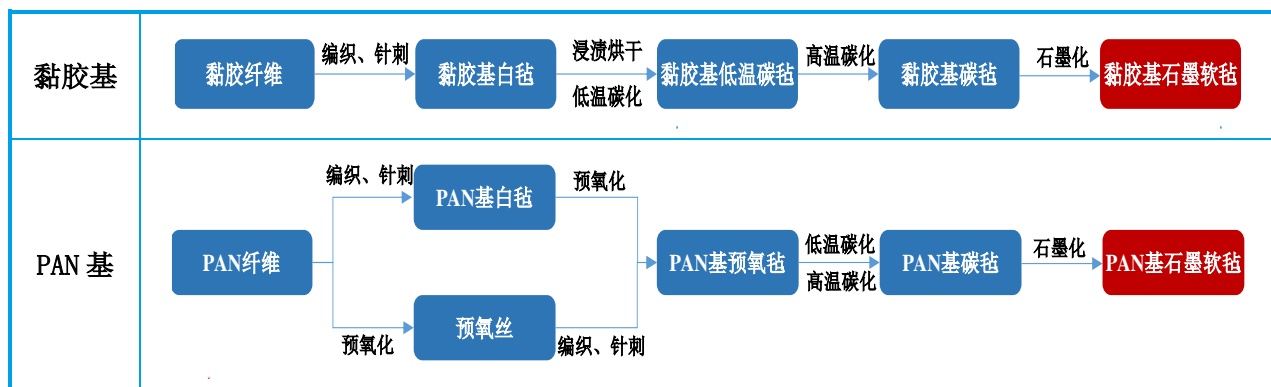 黏胶基
黏胶纤维
编织、针刺
黏胶基白毡
浸渍烘干
低温碳化
黏胶基低温碳毡
高温碳化
黏胶基碳毡
石墨化
黏胶基石墨软毡
PAN 基
PAN纤维
编织、针刺
PAN基白毡
预氧化
预氧化
预氧丝
编织、针刺
PAN基预氧毡
低温碳化
高温碳化
PAN基碳毡
石墨化
PAN基石墨软毡